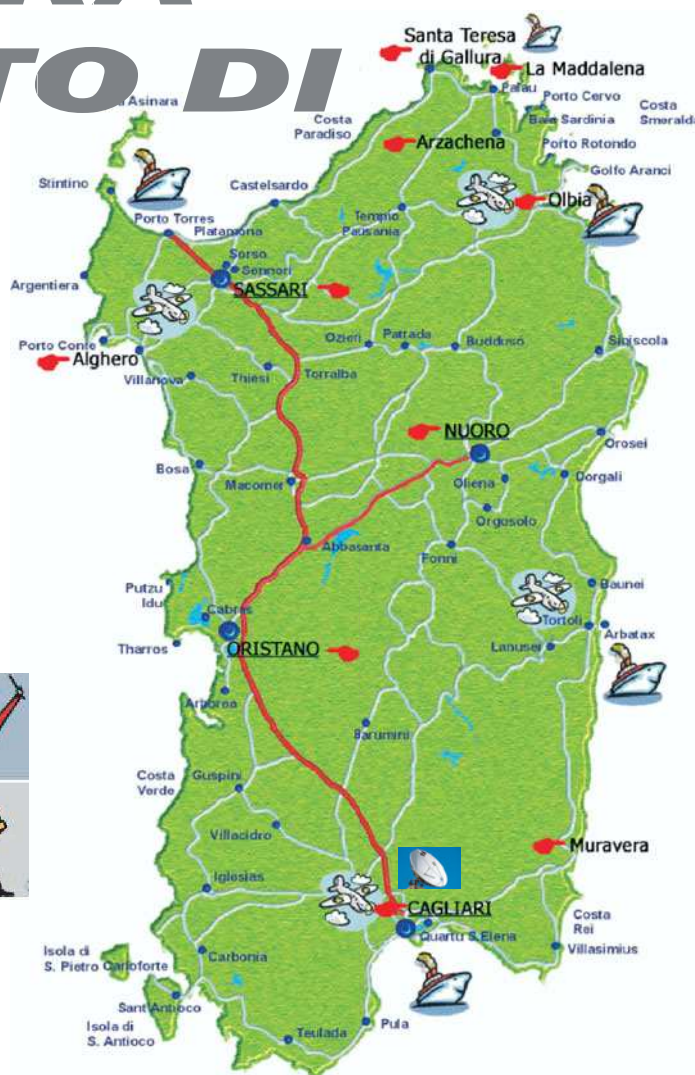 TO DI
Santa Teresa
di Gallura
La Maddalena
Palau
Porto Cervo
Asinara
Costa
Paradiso
Baia Sardinia
Costa
Smeralda
Arzachena
Porto Rotondo
Stintino
Golfo Aranci
Castelsardo
Olbia
Porto Torres
Platamona
Tempio
Pausania
Sorso
Sennori
Argentiera
SASSARI
Porto Conte
Alghero
Ozieri
Pattada
Budduso
Siniscola
Villanova
Thiesi
Torralba
NUORO
Orosei
Bosa
Macomer
Oliena
Dorgali
Orgosolo
Abbasanta
Fonni
Putzu
Idu
Baunei
Cabras
Tortoli
Arbatax
Tharros
ORISTANO
Lanusei
Arborea
Barumini
Costa
Verde
Guspini
Villacidro
Muravera
Iglesias
CAGLIARI
Costa
Rei
Quartu S.Elena
Villasimius
Isola di
S. Pietro
Carloforte
Carbonia
Sant'Antioco
Isola di
S. Antioco
Teulada
Pula